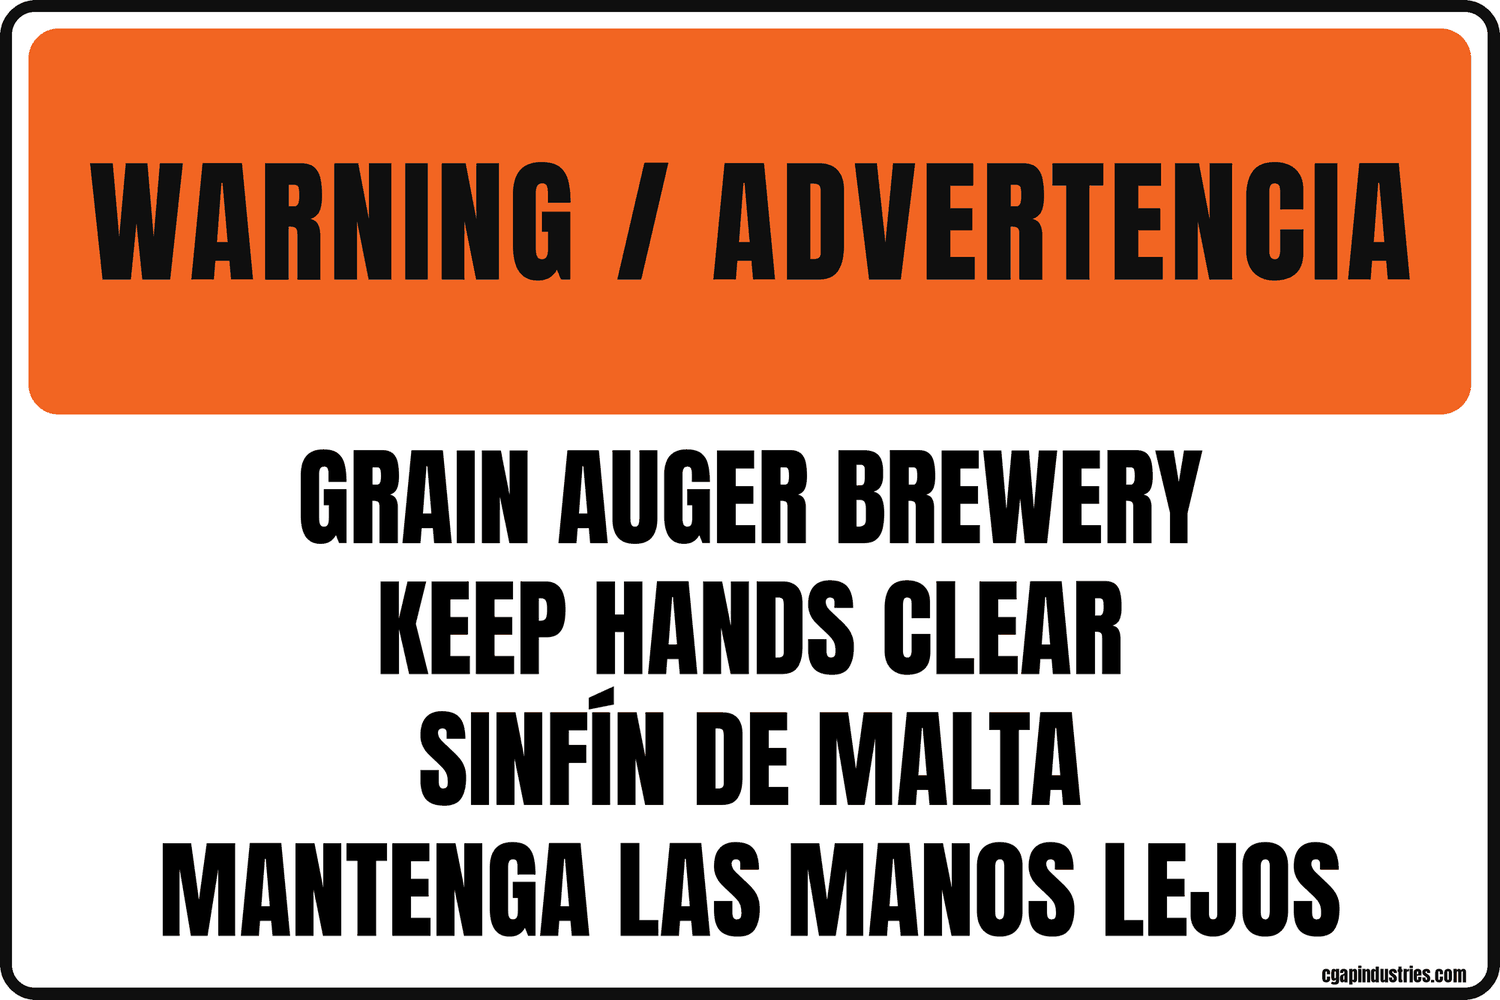 WARNING / ADVERTENCIA
GRAIN AUGER BREWERY
KEEP HANDS CLEAR
SINFÍN DE MALTA
MANTENGA LAS MANOS LEJOS
cgapindustries.com